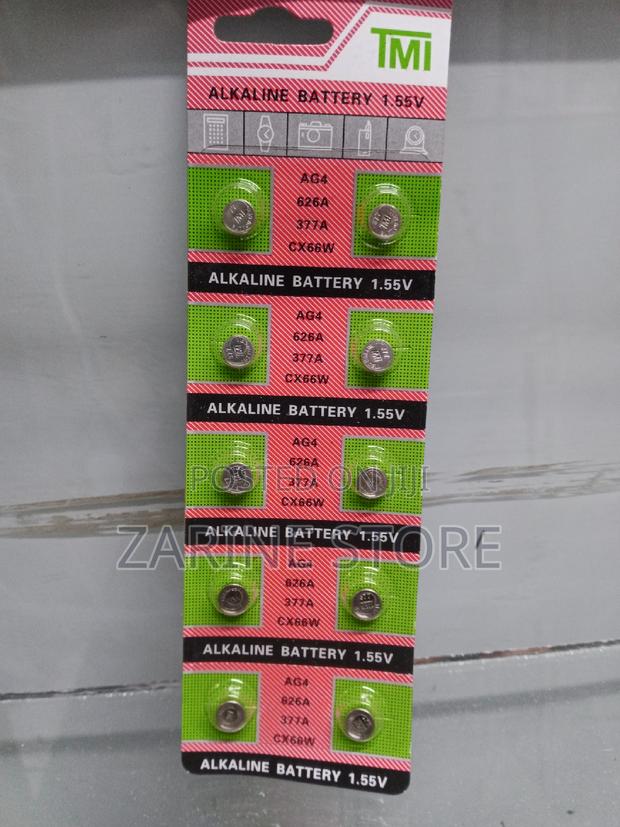 TMI
ALKALINE BATTERY 1.55V
AG4
626A
377A
CX66W
ALKALINE BATTERY 1.55V
AG4
626A
377A
CX66W
ALKALINE BATTERY 1.55V
AG4
626A
377A
CX66W
POSTED ON JIJI
ALKALINE BATTERY 1.55V
ZARINE STORE
AG4
626A
377A
CX66W
ALKALINE BATTERY 1.55V
AG4
626A
377A
CX66W
ALKALINE BATTERY 1.55V